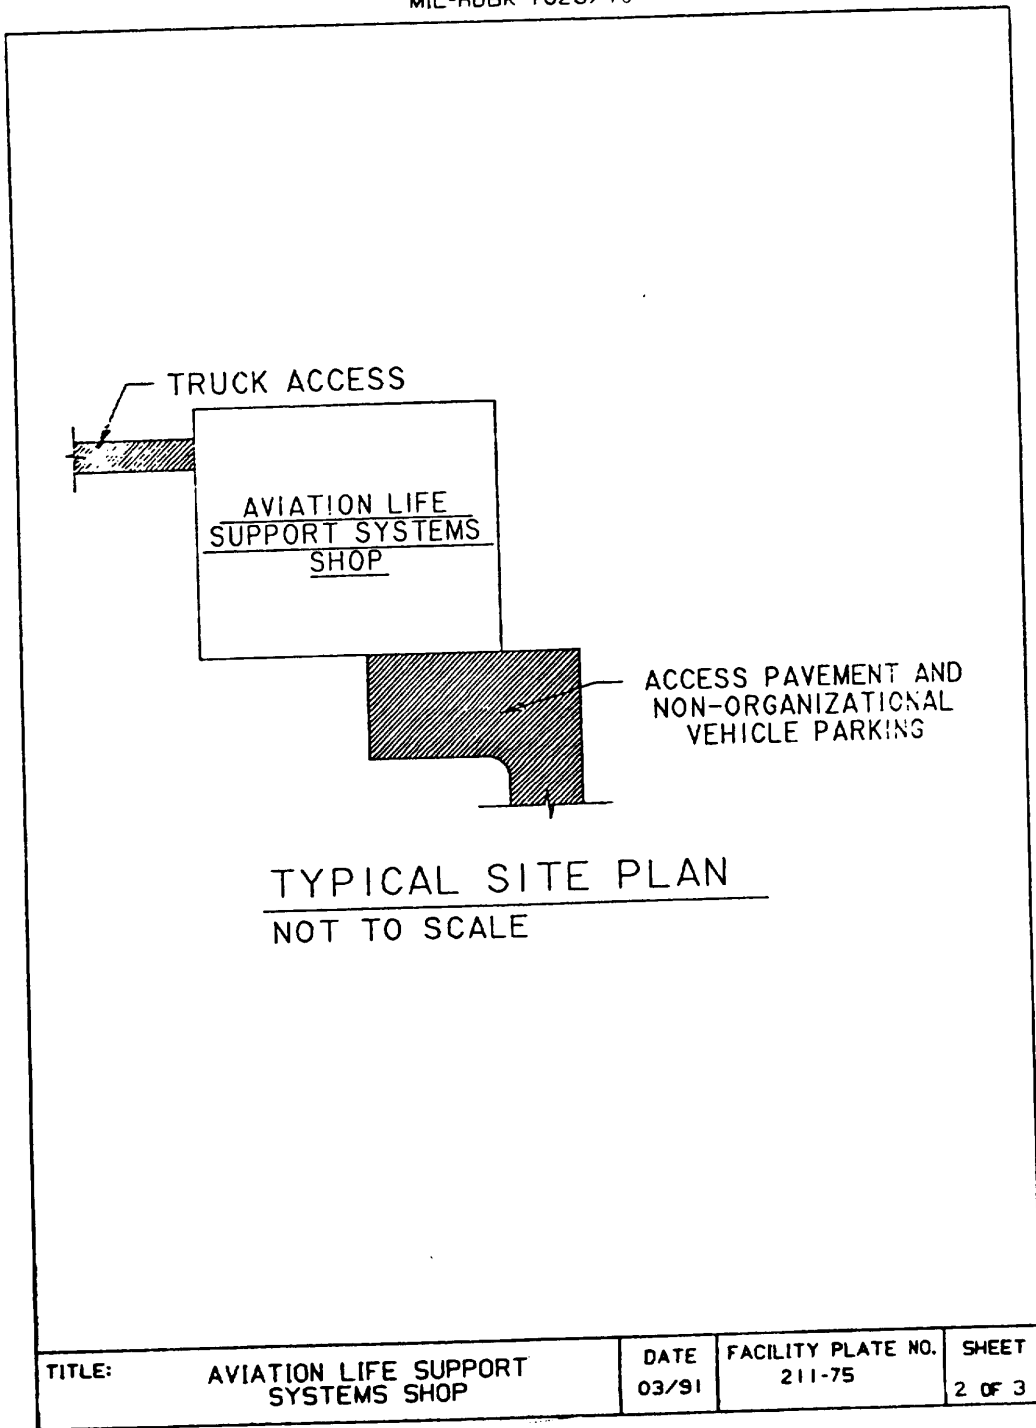 TRUCK ACCESS
AVIATION LIFE
SUPPORT SYSTEMS
SHOP
ACCESS PAVEMENT AND
NON-ORGANIZATIONAL
VEHICLE PARKING
TYPICAL SITE PLAN
NOT TO SCALE
TITLE:
AVIATION LIFE SUPPORT
SYSTEMS SHOP
DATE
03/91
FACILITY PLATE NO.
211-75
SHEET
2 OF 3